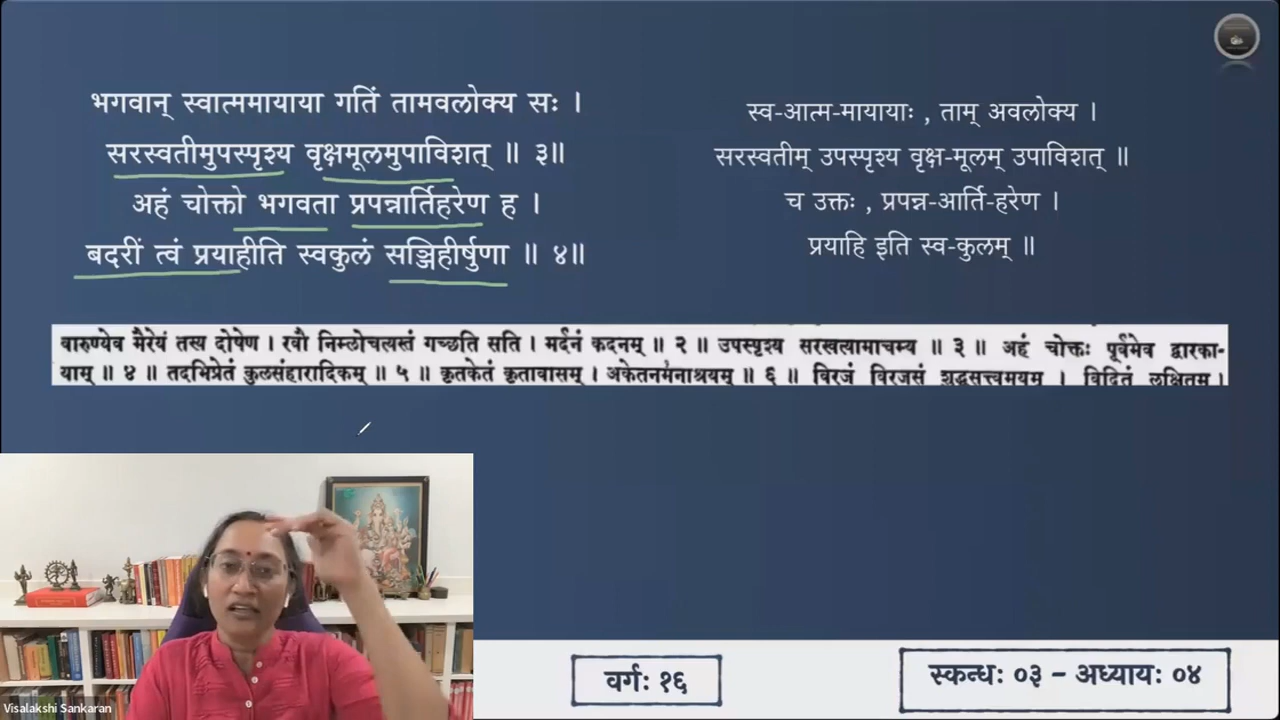 भगवान् स्वात्ममायाया गतिं तामवलोक्य सः ।
सरस्वतीमुपस्पृश्य वृक्षमूलमुपाविशत् ॥ ३॥
अहं चोक्तो भगवता प्रपन्नार्तिहरेण ह ।
बदरीं त्वं प्रयाहीति स्वकुलं सञ्जिहीर्षुणा ॥ ४॥
स्व-आत्म-मायायाः , ताम् अवलोक्य ।
सरस्वतीम् उपस्पृश्य वृक्ष-मूलम् उपाविशत् ॥
च उक्तः , प्रपन्न-आर्ति-हरेण ।
प्रयाहि इति स्व-कुलम् ॥
वारुण्येव मैरेयं तस्य दोषेण । रवौ निम्लोचत्यस्तं गच्छति सति । मर्दनं कदनम् ॥ २ ॥ उपस्पृश्य सरस्वत्यामाचम्य ॥ ३ ॥ अहं चोक्तः पूर्वमेव द्वारका-
याम् ॥ ४ ॥ तदभिप्रेतं कुलसंहारादिकम् ॥ ५ ॥ कृतकेतं कृतावासम् । अकेतनमनाश्रयम् ॥ ६ ॥ विरजं विरजसं शुद्धसत्त्वमयम् । विदितं लक्षितम् ।
Visalakshi Sankaran
वर्गः १६
स्कन्धः ०३ – अध्यायः ०४